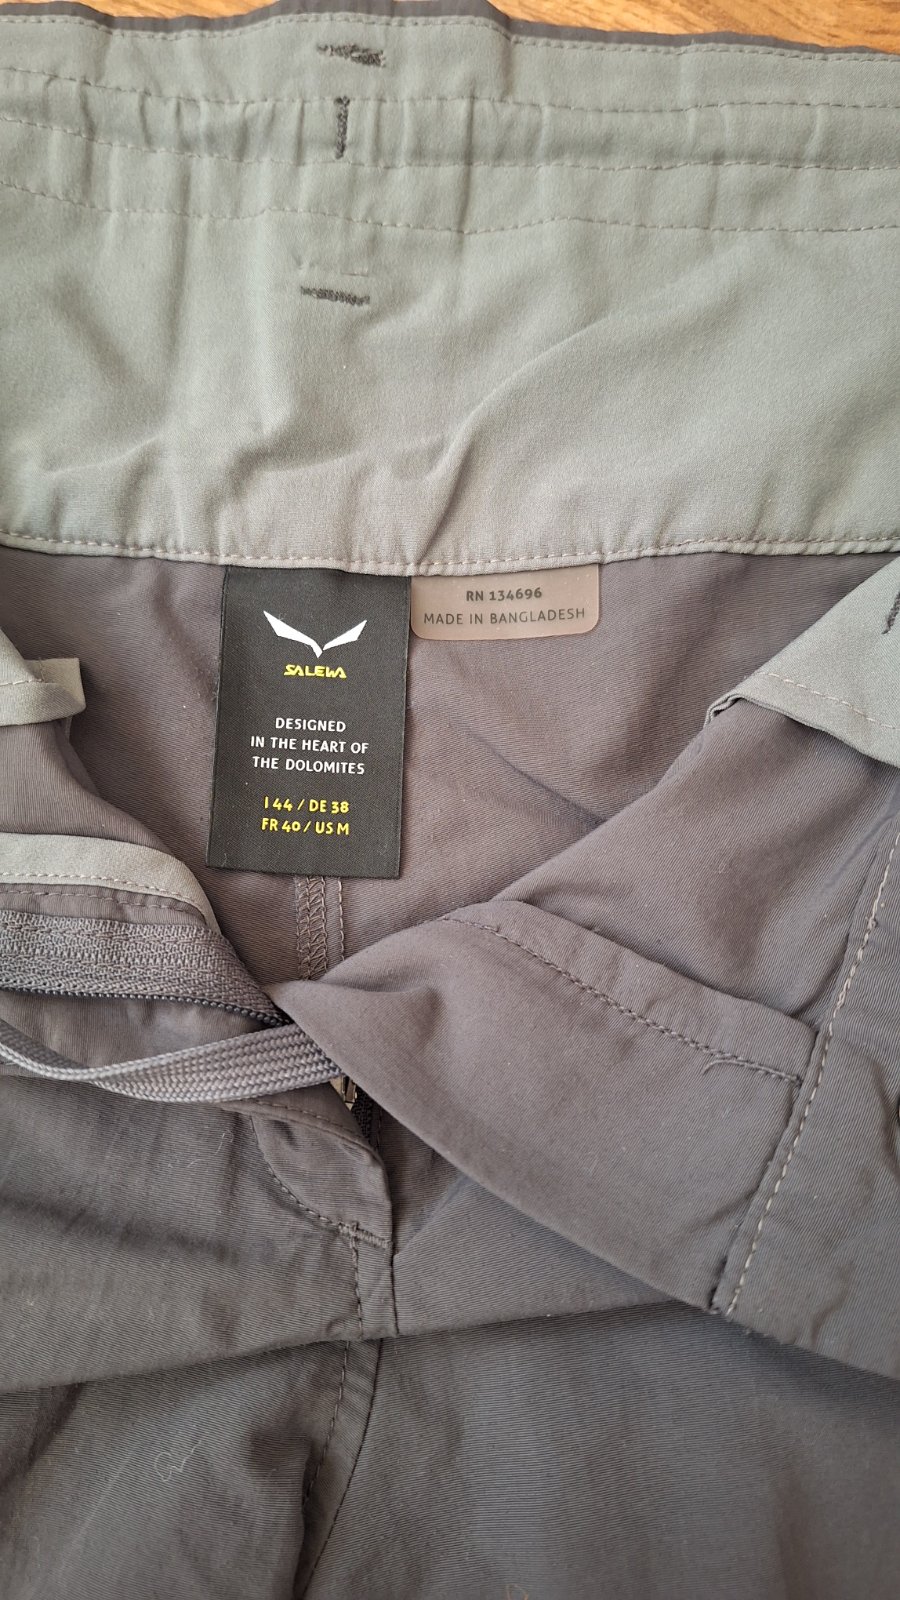 RN 134696
MADE IN BANGLADESH
SALEWA
DESIGNED
IN THE HEART OF
THE DOLOMITES
I 44 / DE 38
FR 40 / US M